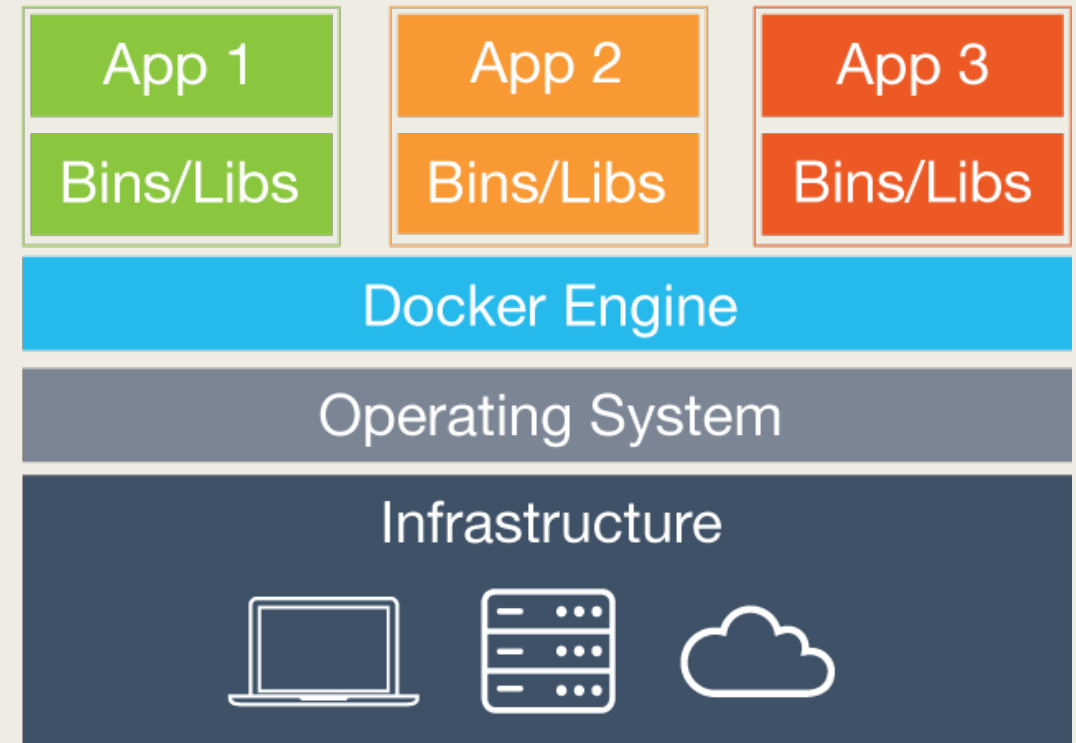 App 1
App 2
App 3
Bins/Libs
Bins/Libs
Bins/Libs
Docker Engine
Operating System
Infrastructure